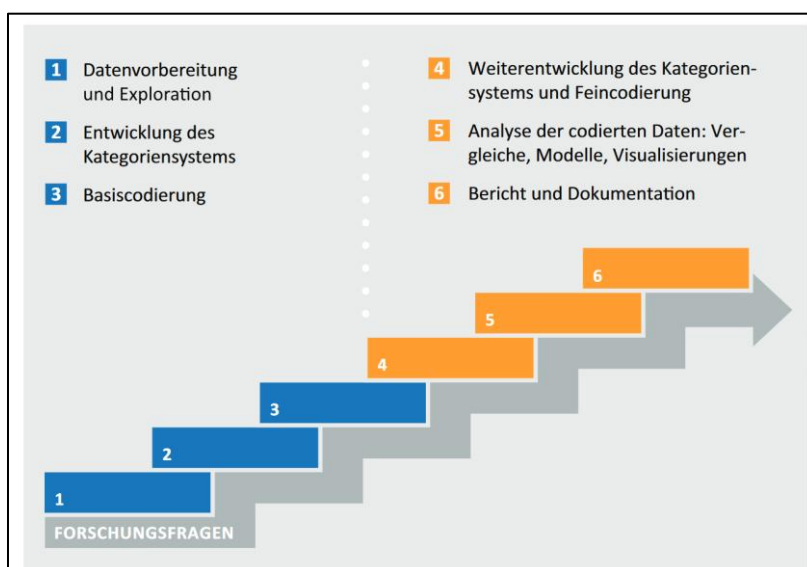 1 Datenvorbereitung
und Exploration
2 Entwicklung des
Kategoriensystems
3 Basiscodierung
4 Weiterentwicklung des Kategorien-
systems und Feincodierung
5 Analyse der codierten Daten: Ver-
gleiche, Modelle, Visualisierungen
6 Bericht und Dokumentation
6
5
4
3
2
1
FORSCHUNGSFRAGEN